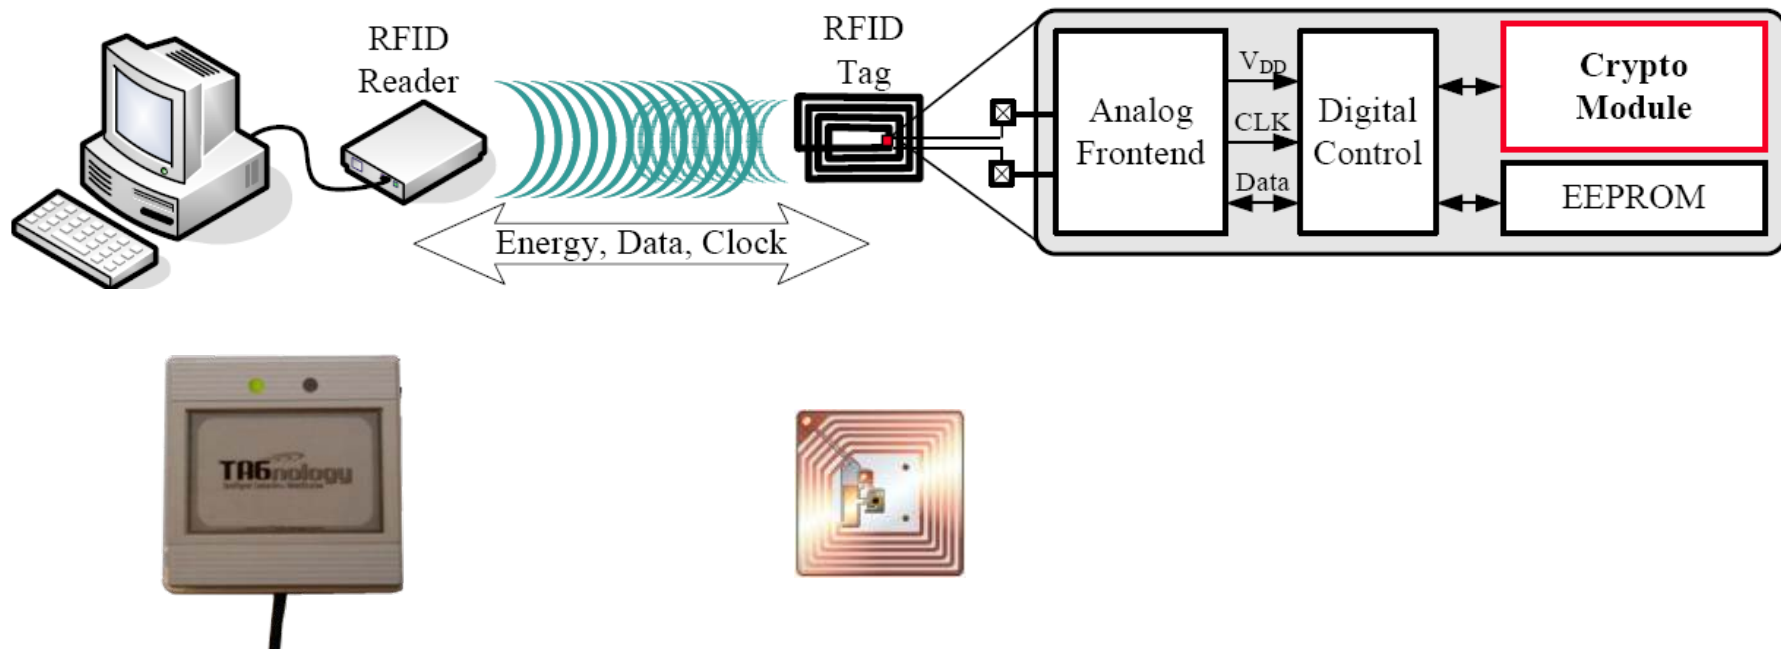 RFID
Reader
RFID
Tag
Energy, Data, Clock
Analog
Frontend
VDD
CLK
Data
Digital
Control
Crypto
Module
EEPROM
TAGnology